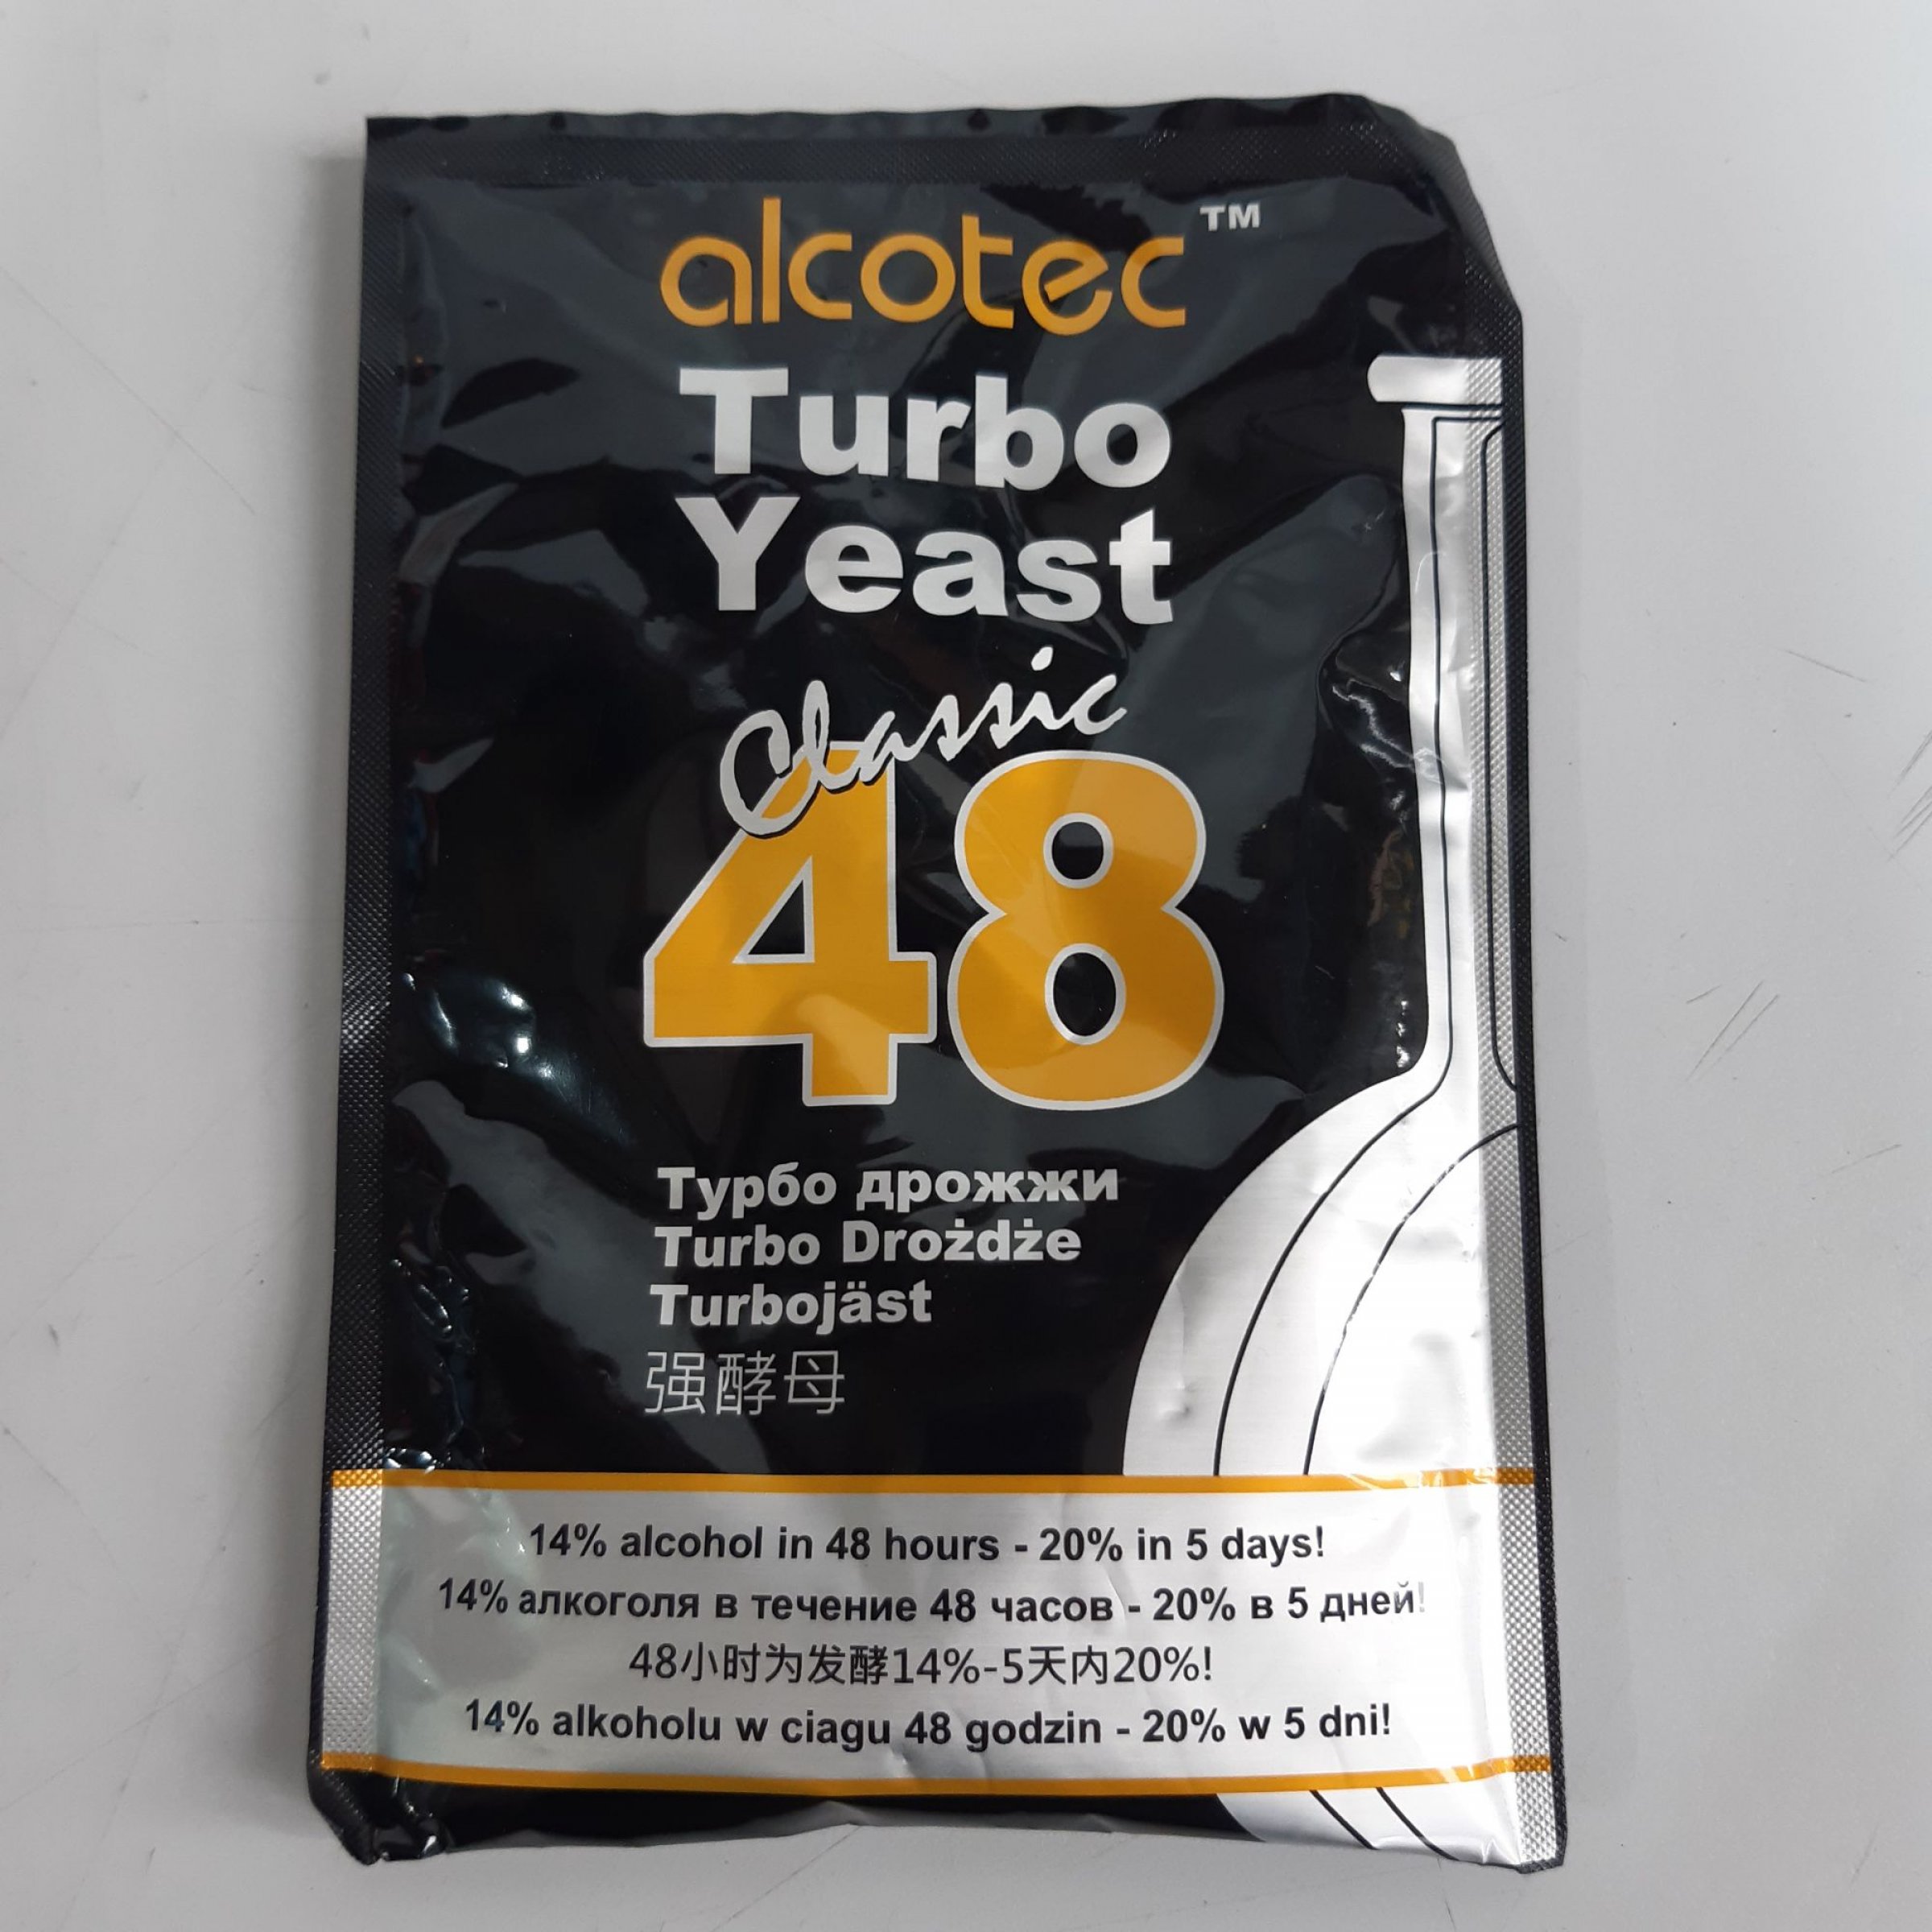 alcotec™
Turbo
Yeast
Classic
48
Турбо дрожжи
Turbo Drożdże
Turbojäst
强酵母
14% alcohol in 48 hours - 20% in 5 days!
14% алкоголя в течение 48 часов - 20% в 5 дней!
48小时为发酵14%-5天内20%!
14% alkoholu w ciagu 48 godzin - 20% w 5 dni!